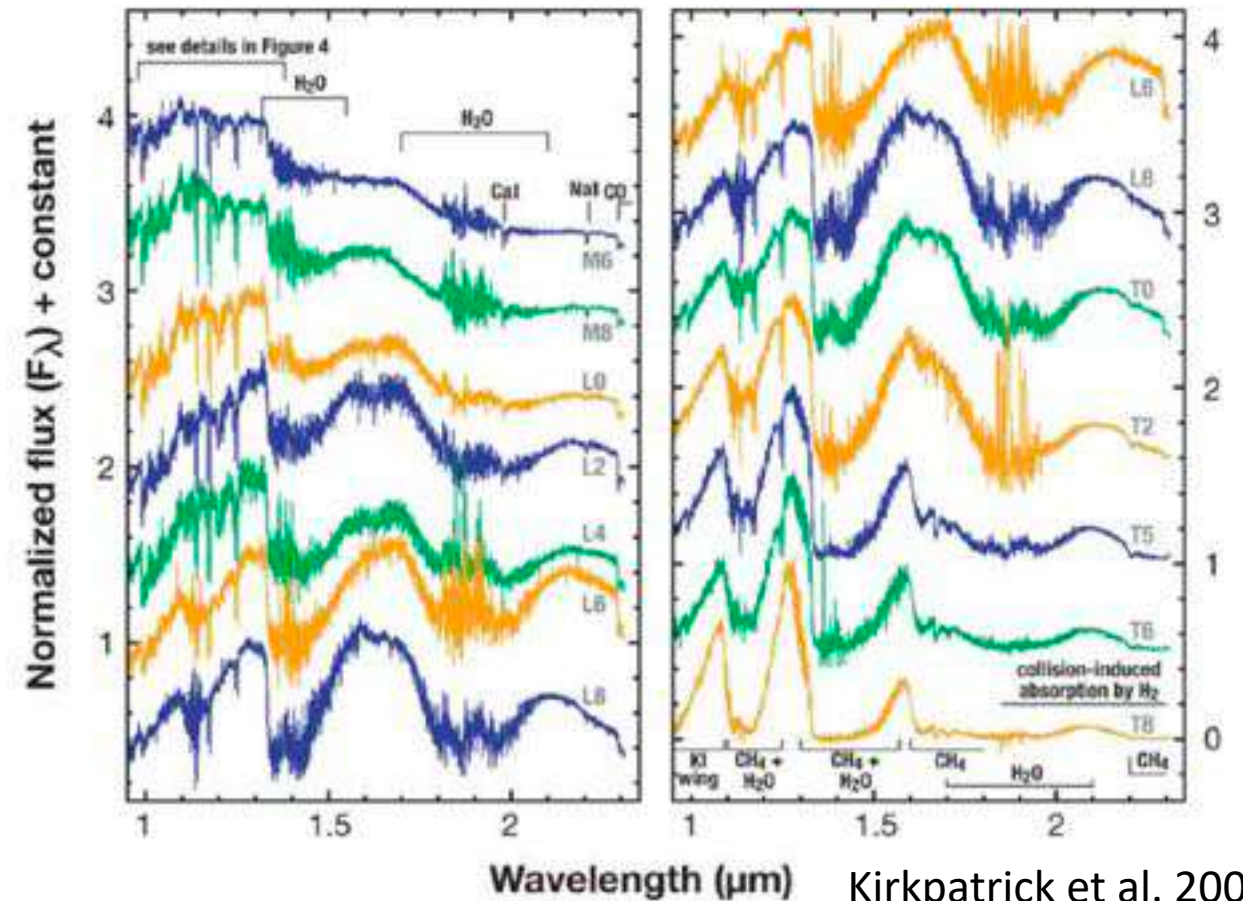 see details in Figure 4
H₂O
H₂O
CaI
NaI CO
M6
M8
L0
L2
L4
L6
L8
4
3
2
1
1
1.5
2
Normalized flux (Fλ) + constant
L6
L8
T0
T2
T5
T6
collision-induced
absorption by H₂
T8
KI
wing
CH₄ +
H₂O
CH₄ +
H₂O
CH₄
H₂O
CH₄
4
3
2
1
0
1
1.5
2
Wavelength (µm)
Kirkpatrick et al. 200